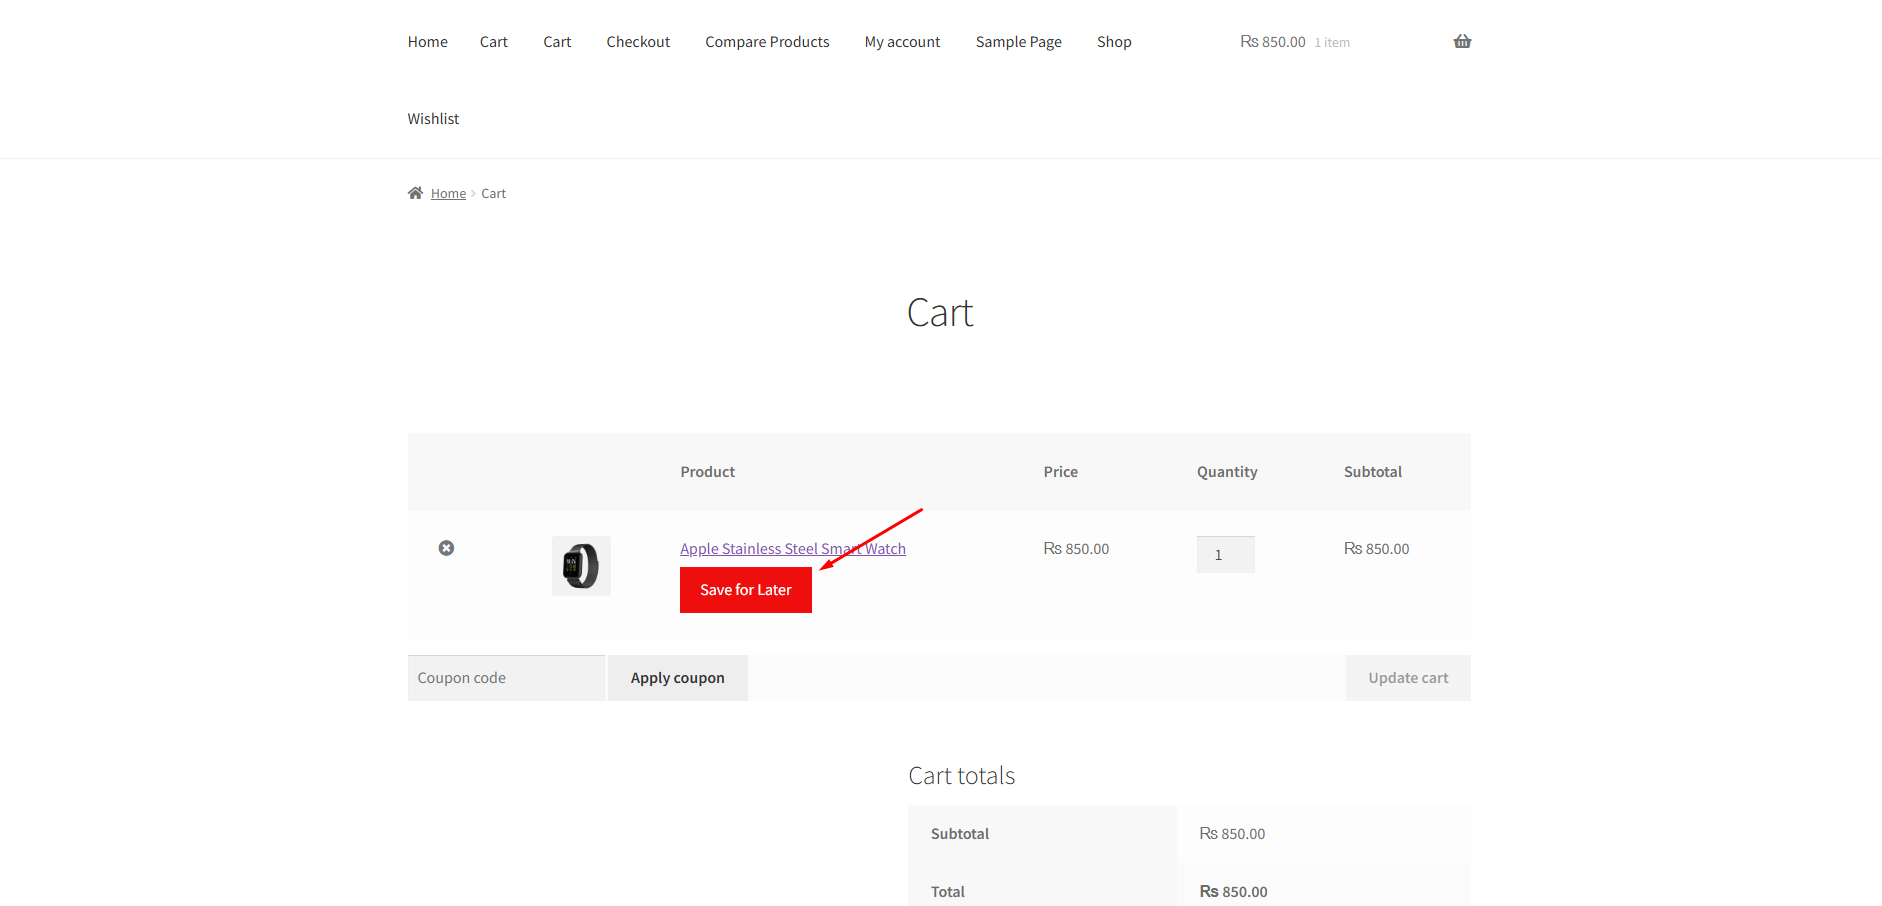 Home Cart Cart Checkout Compare Products My account Sample Page Shop ₨ 850.00 1 item
Wishlist
Home Cart
Cart
Product Price Quantity Subtotal
Apple Stainless Steel Smart Watch ₨ 850.00 1 ₨ 850.00
Save for Later
Coupon code Apply coupon Update cart
Cart totals
Subtotal ₨ 850.00
Total ₨ 850.00